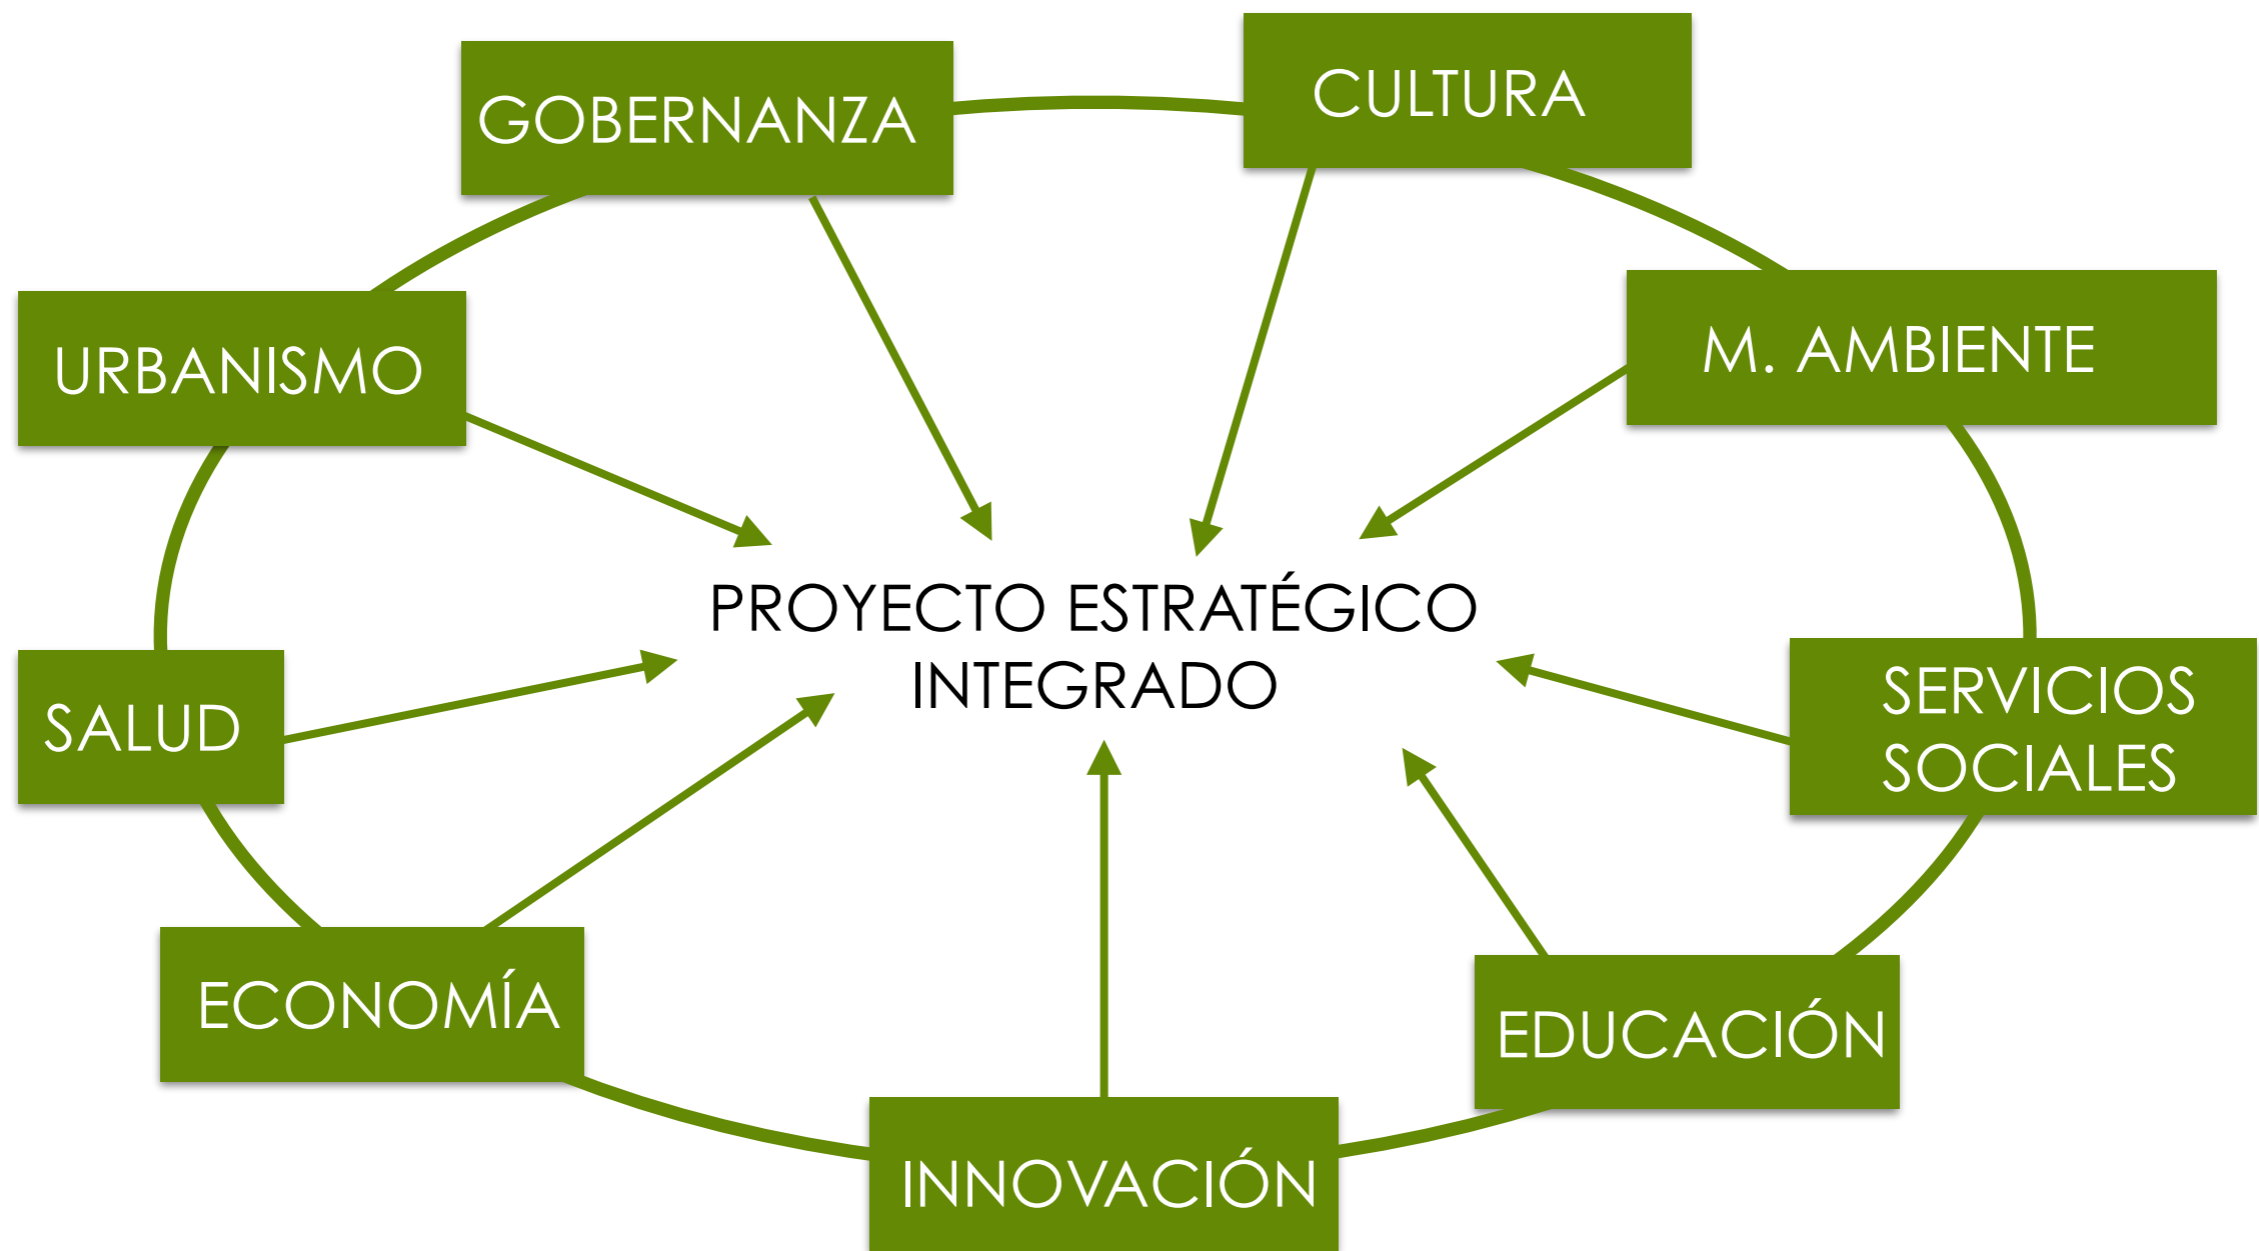 GOBERNANZA
CULTURA
URBANISMO
M. AMBIENTE
PROYECTO ESTRATÉGICO
INTEGRADO
SALUD
SERVICIOS
SOCIALES
ECONOMÍA
EDUCACIÓN
INNOVACIÓN